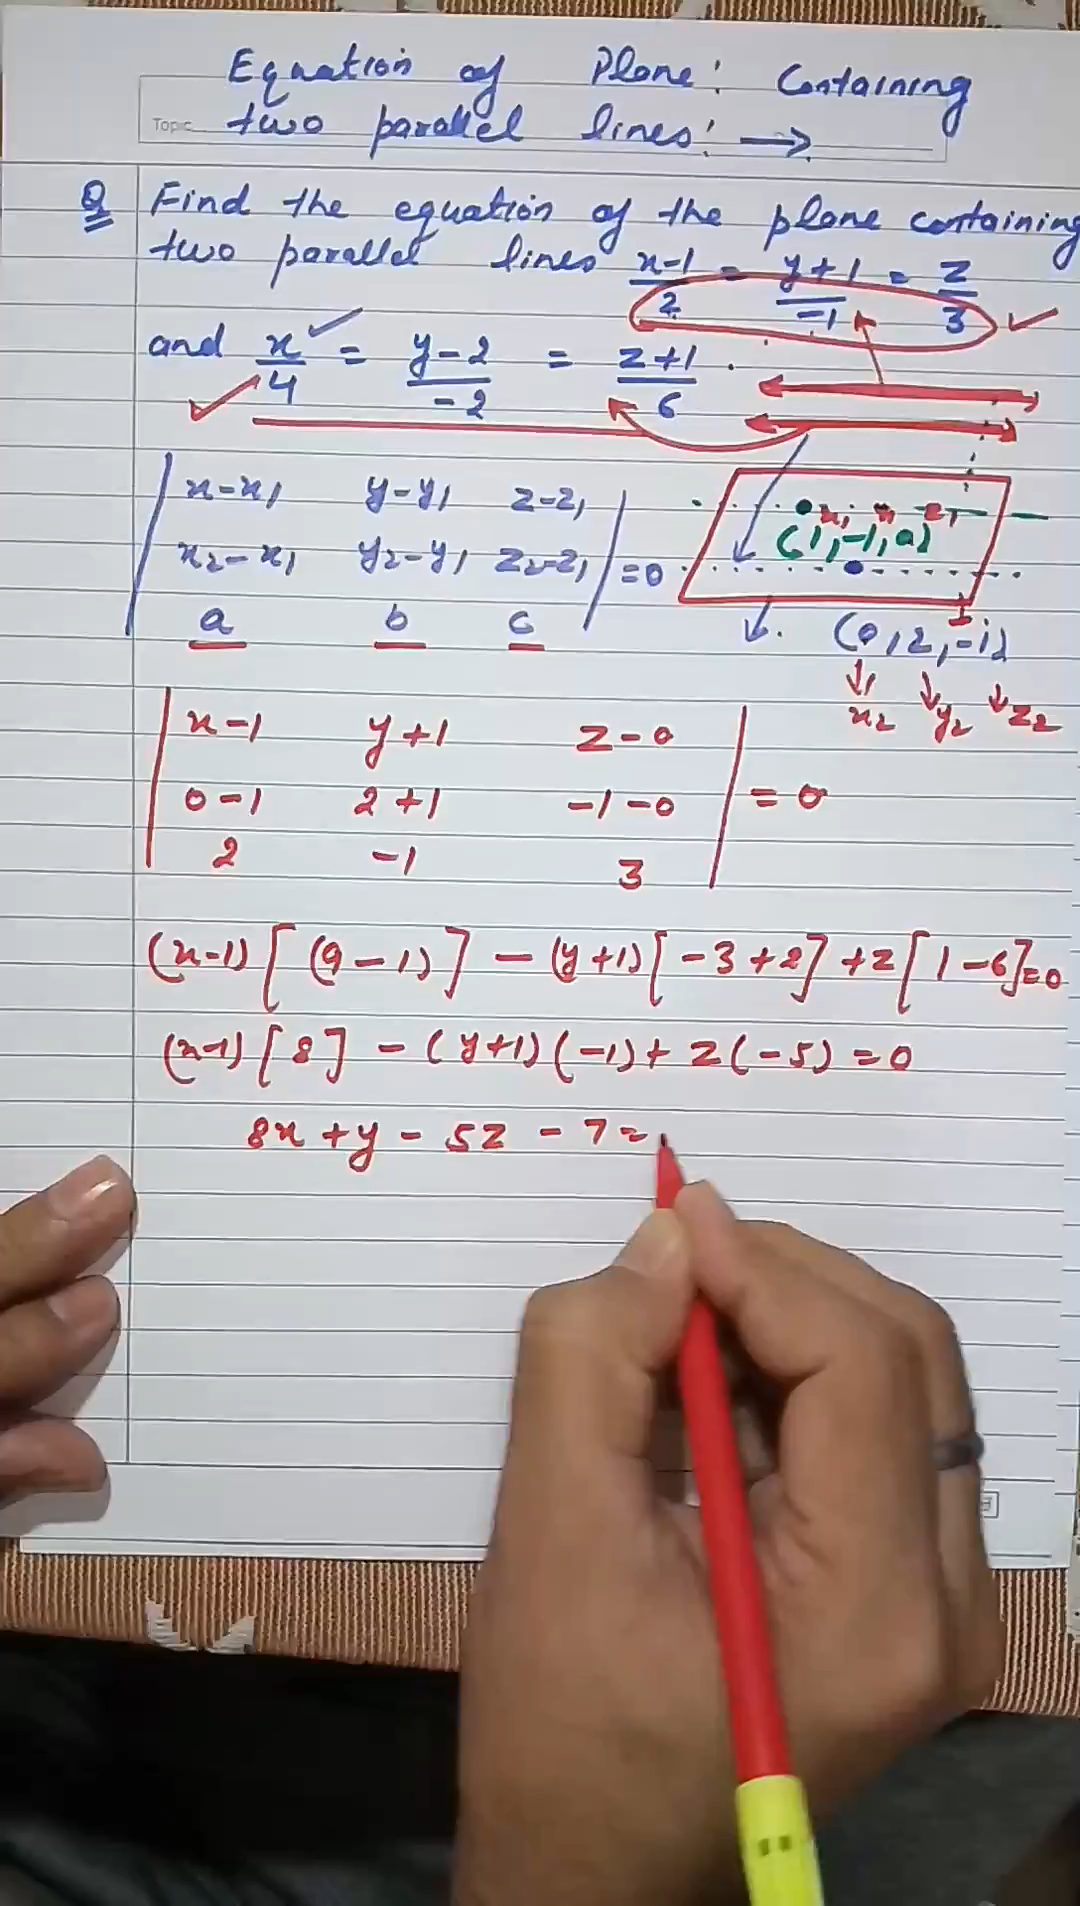 Equation of Plane: Containing
Topic two parallel lines: →
Q Find the equation of the plane containing
two parallel lines x-1/2 = y+1/-1 = z/3
and x/4 = y-2/-2 = z+1/6.
| x-x₁ y-y₁ z-z₁ |
| x₂-x₁ y₂-y₁ z₂-z₁ | = 0
a b c
x₁ z₁
(1,-1,0)
(0,2,-1)
x₂ y₂ z₂
| x-1 y+1 z-0 |
| 0-1 2+1 -1-0 | = 0
2 -1 3
(x-1)[(9-1)] - (y+1)[-3+2] + z[1-6]=0
(x-1)[8] - (y+1)(-1) + z(-5) = 0
8x + y - 5z - 7 =